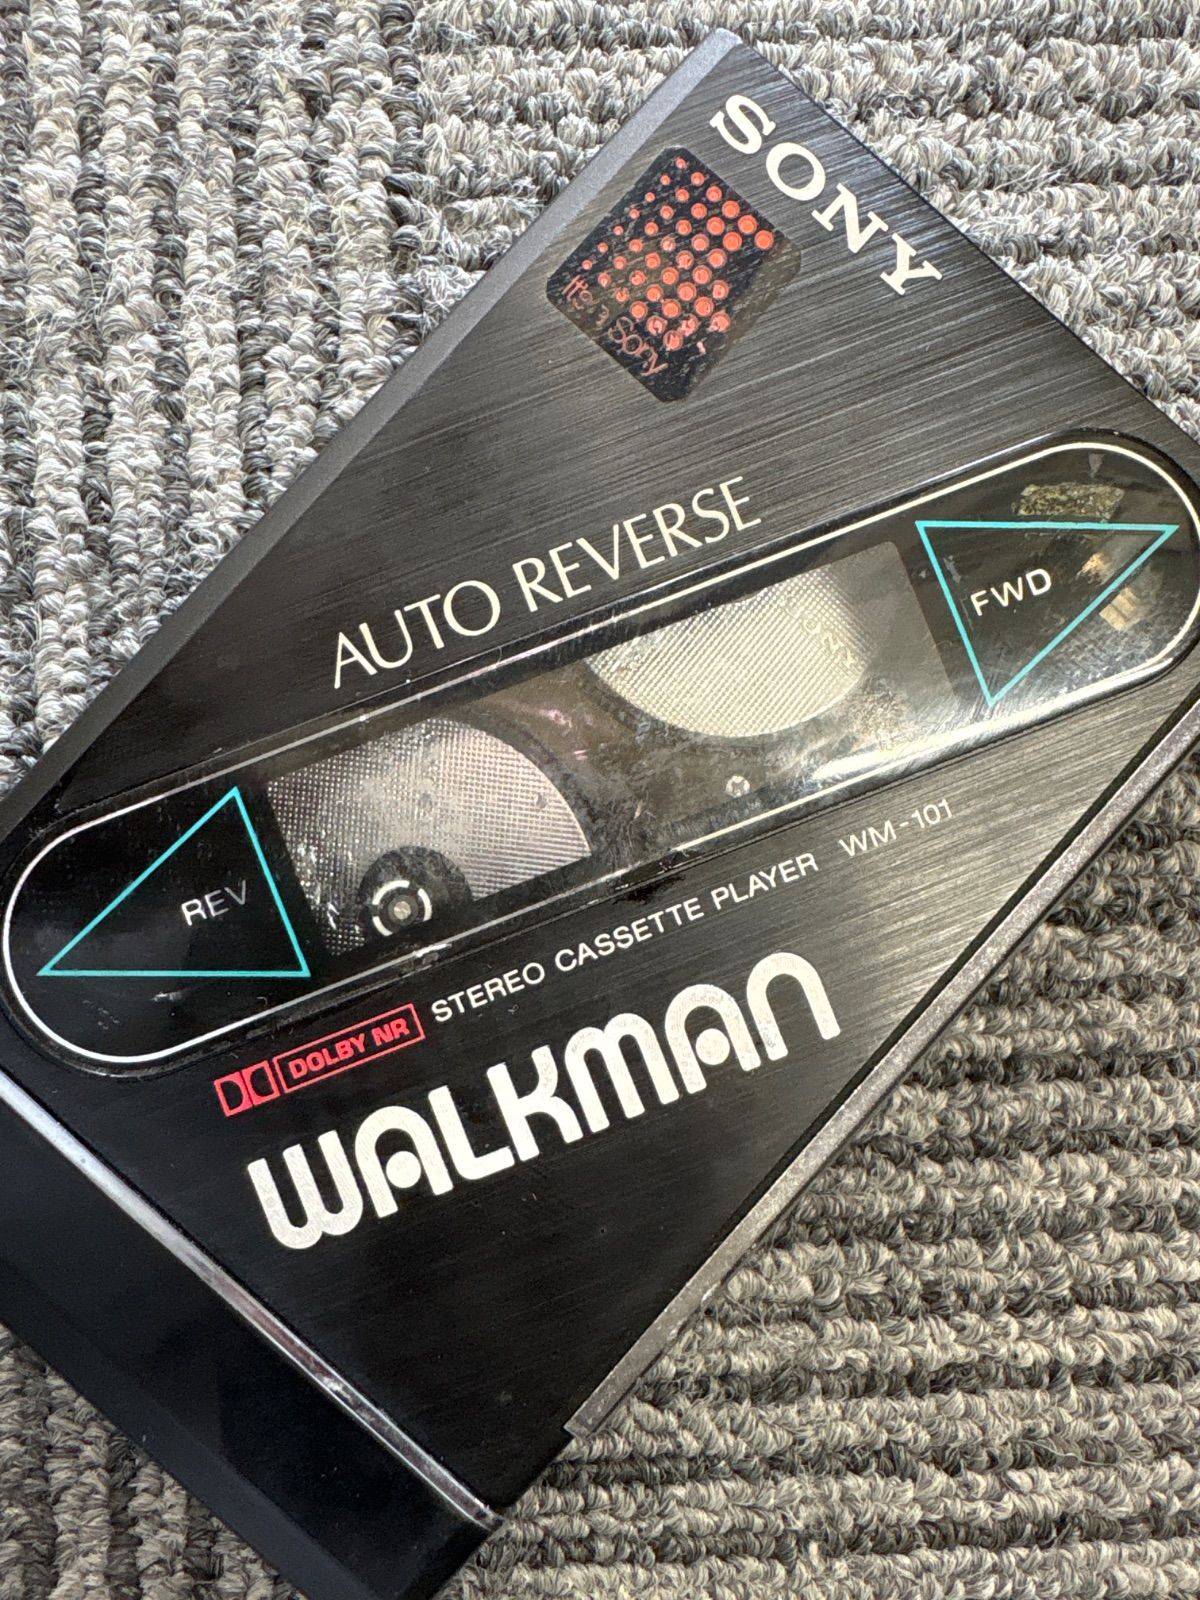 SONY
It's a Sony
AUTO REVERSE
FWD
REV
STEREO CASSETTE PLAYER WM-101
DOLBY NR
WALKMAN